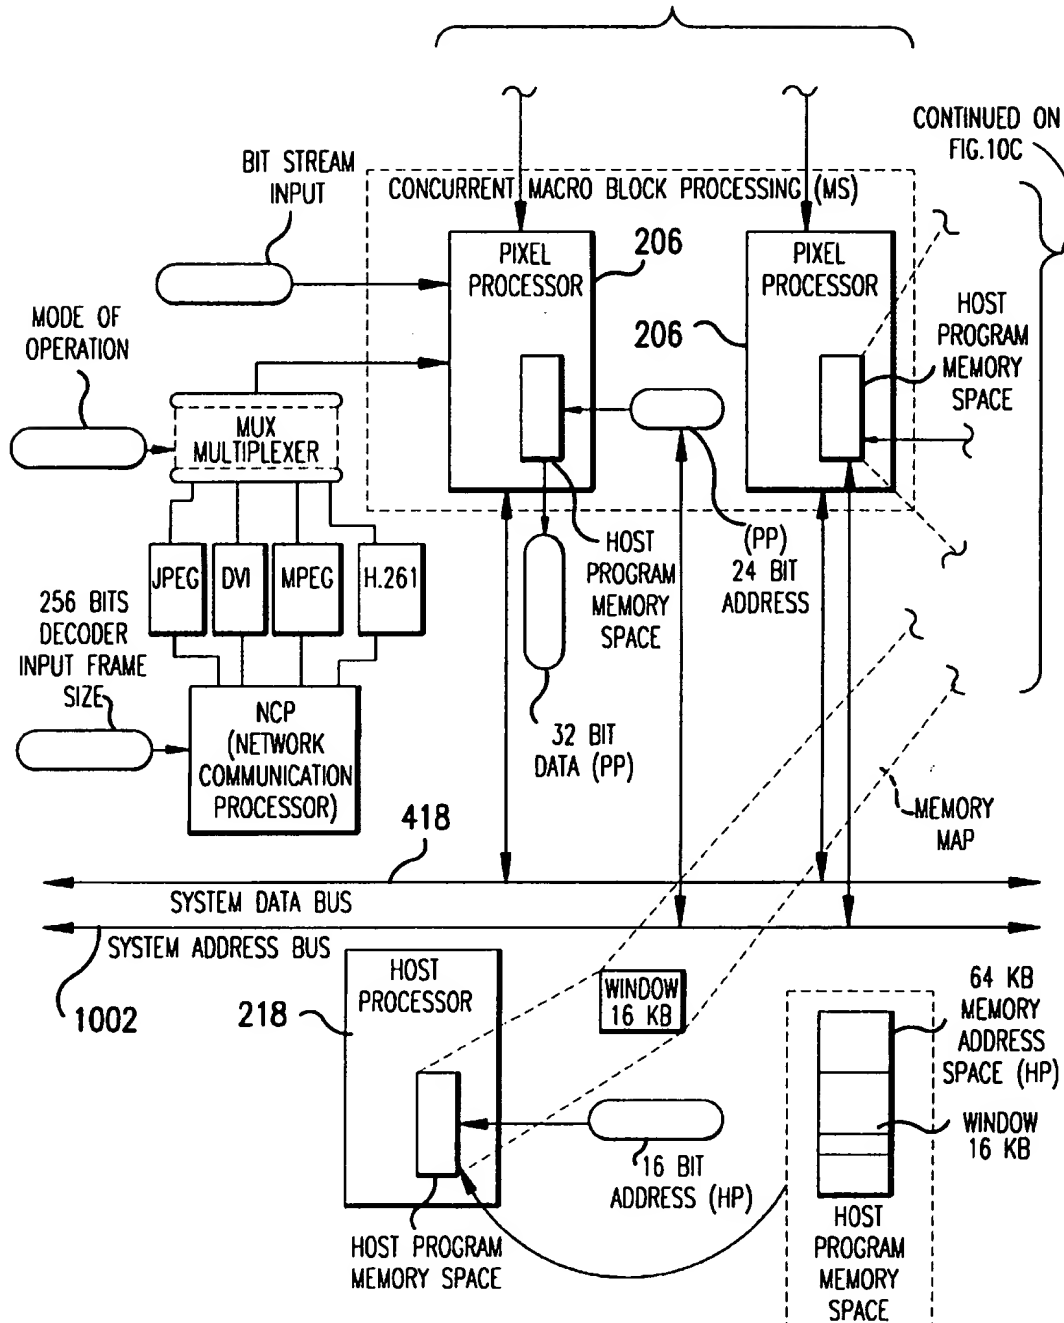 CONTINUED ON
FIG.10C
BIT STREAM
INPUT
CONCURRENT MACRO BLOCK PROCESSING (MS)
PIXEL
PROCESSOR
206
PIXEL
PROCESSOR
206
HOST
PROGRAM
MEMORY
SPACE
MODE OF
OPERATION
MUX
MULTIPLEXER
JPEG
DVI
MPEG
H.261
HOST
PROGRAM
MEMORY
SPACE
(PP)
24 BIT
ADDRESS
256 BITS
DECODER
INPUT FRAME
SIZE
NCP
(NETWORK
COMMUNICATION
PROCESSOR)
32 BIT
DATA (PP)
MEMORY
MAP
418
SYSTEM DATA BUS
SYSTEM ADDRESS BUS
1002
HOST
PROCESSOR
218
WINDOW
16 KB
64 KB
MEMORY
ADDRESS
SPACE (HP)
WINDOW
16 KB
16 BIT
ADDRESS (HP)
HOST PROGRAM
MEMORY SPACE
HOST
PROGRAM
MEMORY
SPACE